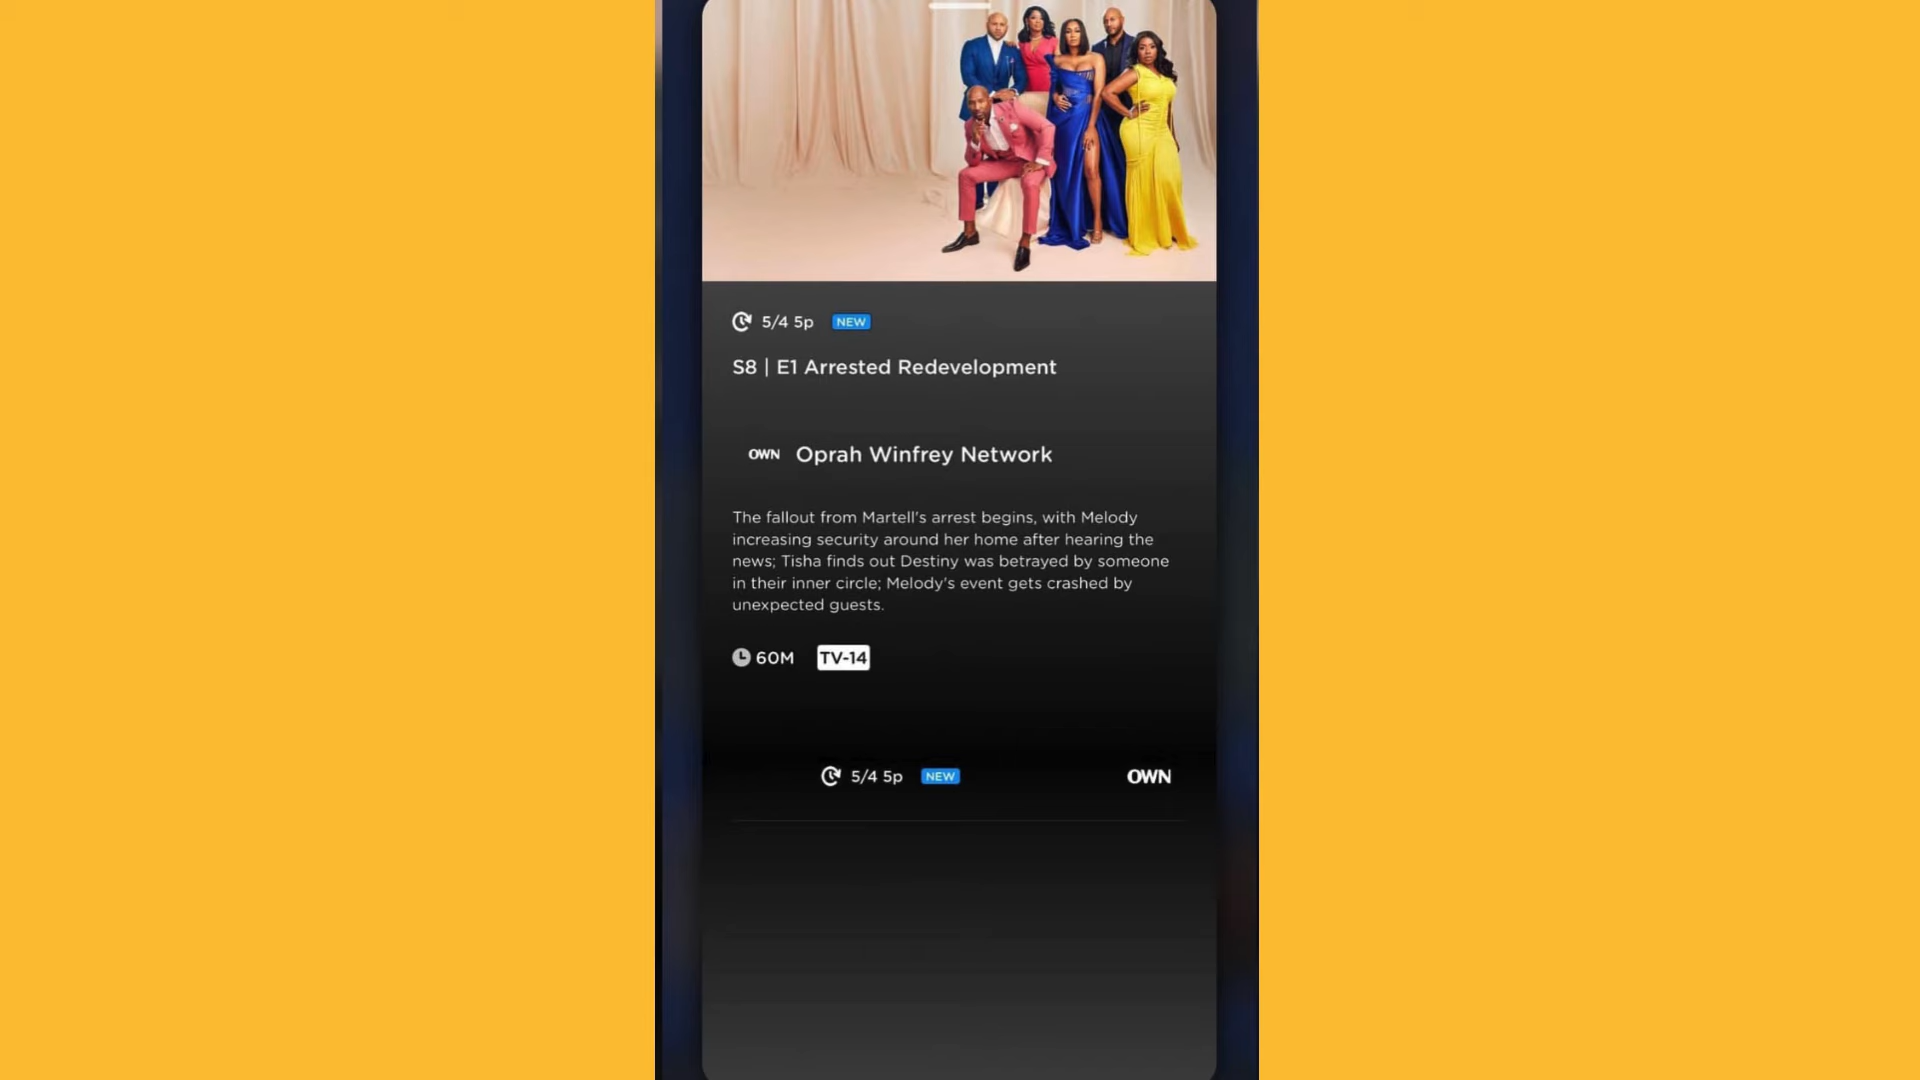 5/4 5p NEW
S8 | E1 Arrested Redevelopment
OWN Oprah Winfrey Network
The fallout from Martell's arrest begins, with Melody
increasing security around her home after hearing the
news; Tisha finds out Destiny was betrayed by someone
in their inner circle; Melody's event gets crashed by
unexpected guests.
60M TV-14
5/4 5p NEW OWN